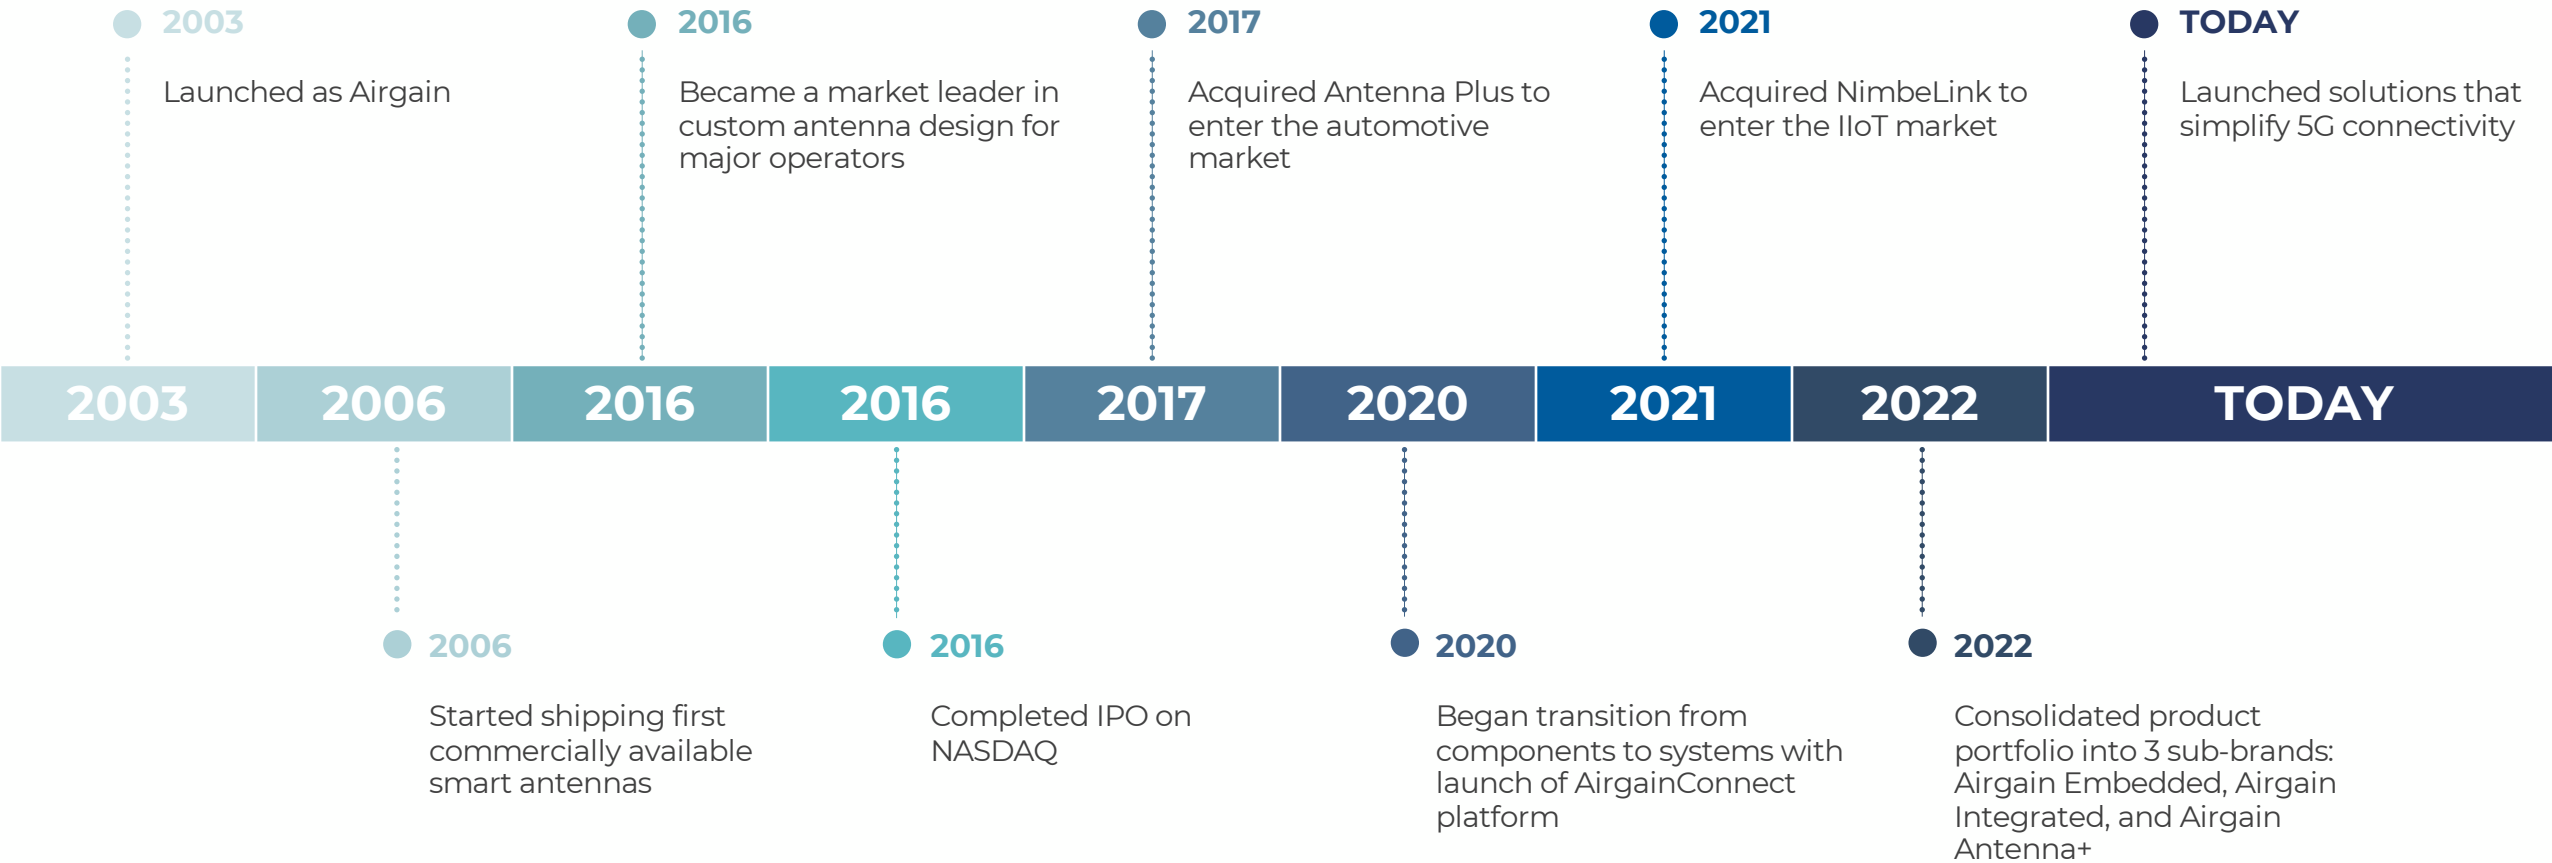 2003
Launched as Airgain
2016
Became a market leader in
custom antenna design for
major operators
2017
Acquired Antenna Plus to
enter the automotive
market
2021
Acquired NimbeLink to
enter the IIoT market
TODAY
Launched solutions that
simplify 5G connectivity
2003
2006
2016
2016
2017
2020
2021
2022
TODAY
2006
Started shipping first
commercially available
smart antennas
2016
Completed IPO on
NASDAQ
2020
Began transition from
components to systems with
launch of AirgainConnect
platform
2022
Consolidated product
portfolio into 3 sub-brands:
Airgain Embedded, Airgain
Integrated, and Airgain
Antenna+